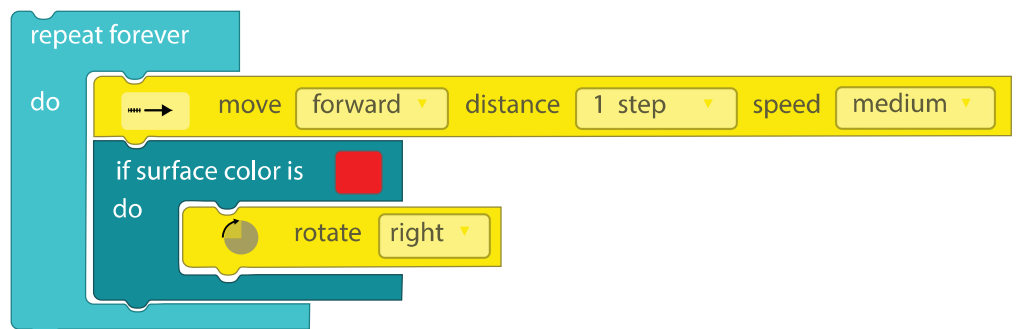 repeat forever
do move forward distance 1 step speed medium
if surface color is
do
rotate right